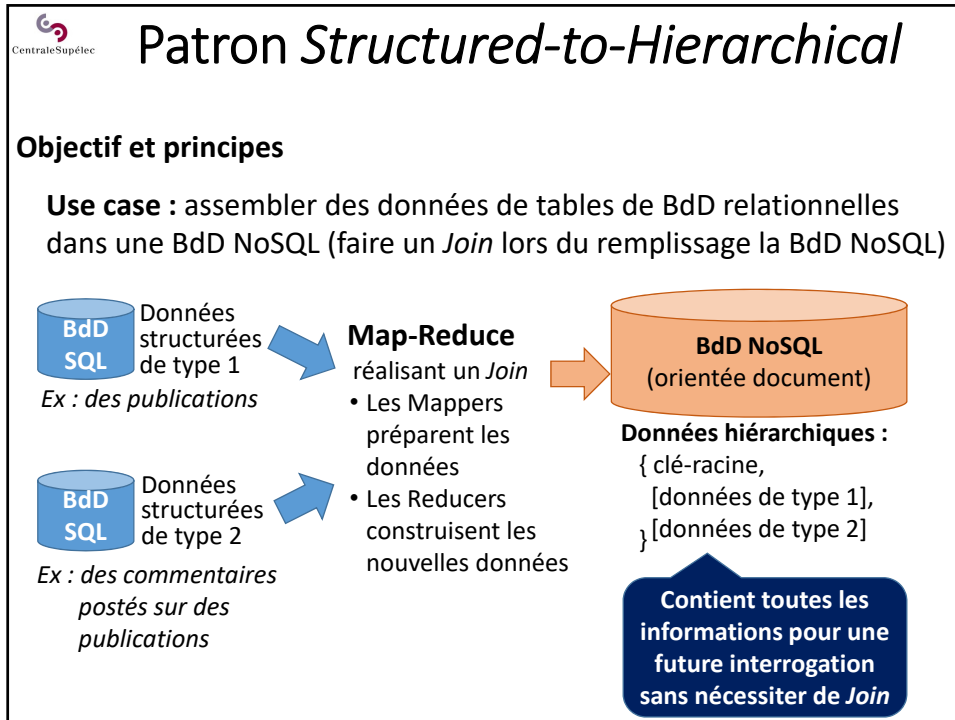 CentraleSupélec
Patron Structured-to-Hierarchical
Objectif et principes
Use case : assembler des données de tables de BdD relationnelles
dans une BdD NoSQL (faire un Join lors du remplissage la BdD NoSQL)
BdD
SQL
Données
structurées
de type 1
Ex : des publications
BdD
SQL
Données
structurées
de type 2
Ex : des commentaires
postés sur des
publications
Map-Reduce
réalisant un Join
• Les Mappers
préparent les
données
• Les Reducers
construisent les
nouvelles données
BdD NoSQL
(orientée document)
Données hiérarchiques :
{ clé-racine,
[données de type 1],
[données de type 2]
}
Contient toutes les
informations pour une
future interrogation
sans nécessiter de Join